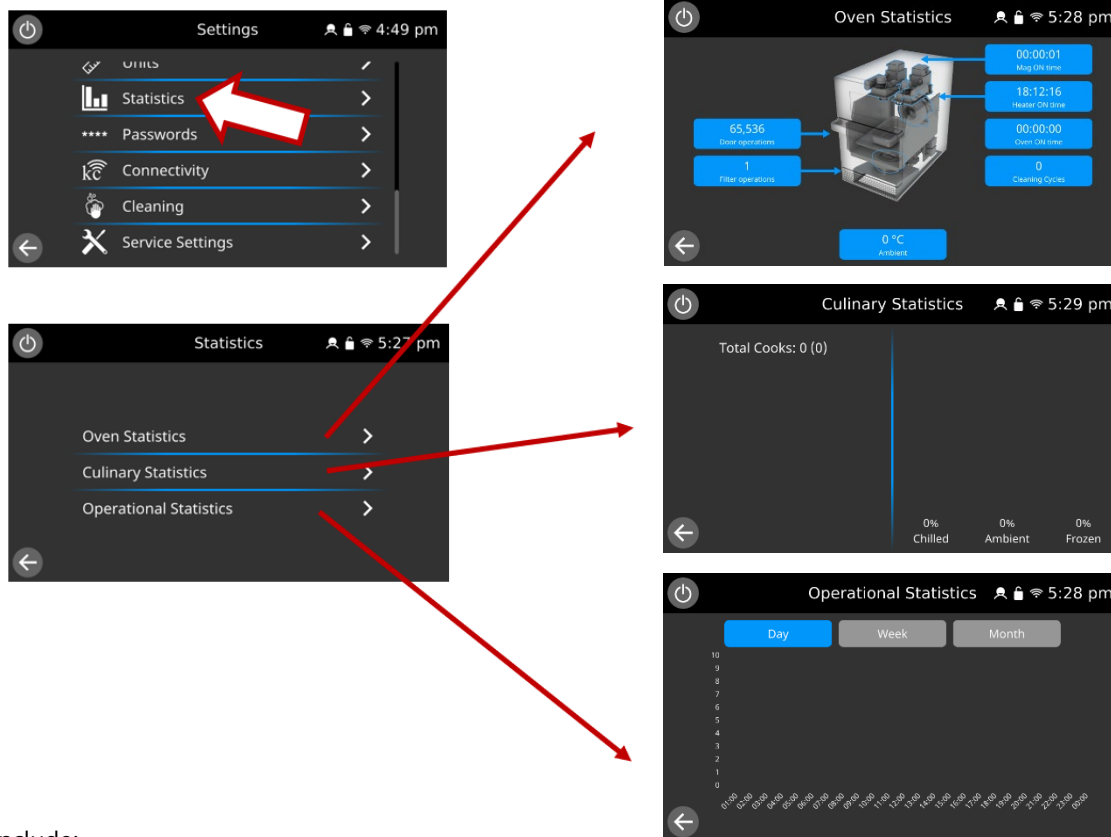 Settings 4:49 pm
Units
Statistics
**** Passwords
kc Connectivity
Cleaning
Service Settings
Statistics 5:27 pm
Oven Statistics
Culinary Statistics
Operational Statistics
Oven Statistics 5:28 pm
00:00:01
Mag ON time
18:12:16
Heater ON time
65,536
Door operations
00:00:00
Oven ON time
1
Filter operations
0
Cleaning Cycles
0 °C
Ambient
Culinary Statistics 5:29 pm
Total Cooks: 0 (0)
0% 0% 0%
Chilled Ambient Frozen
Operational Statistics 5:28 pm
Day Week Month
10
9
8
7
6
5
4
3
2
1
0
01:00 02:00 03:00 04:00 05:00 06:00 07:00 08:00 09:00 10:00 11:00 12:00 13:00 14:00 15:00 16:00 17:00 18:00 19:00 20:00 21:00 22:00 23:00 00:00